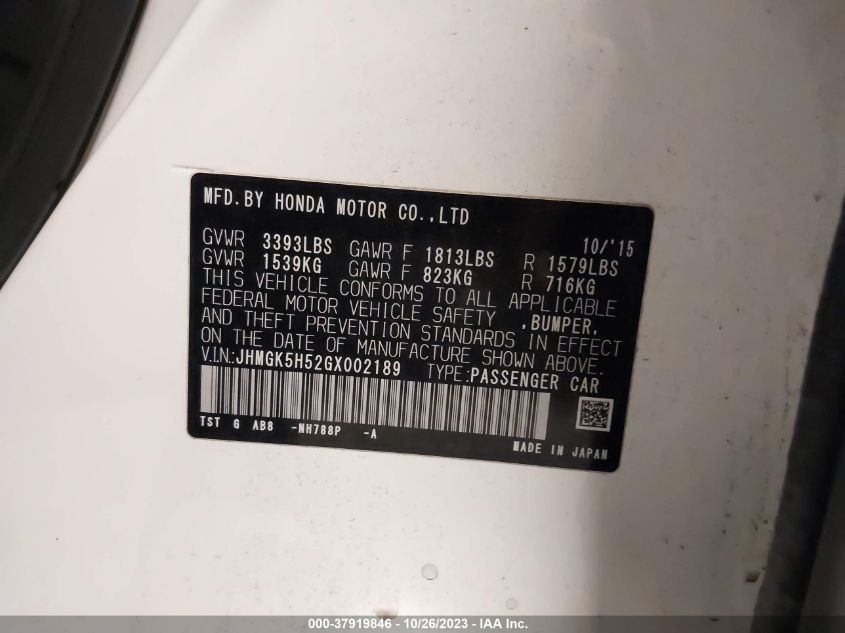 MFD.BY HONDA MOTOR CO.,LTD
10/'15
GVWR 3393LBS GAWR F 1813LBS R 1579LBS
GVWR 1539KG GAWR F 823KG R 716KG
THIS VEHICLE CONFORMS TO ALL APPLICABLE
FEDERAL MOTOR VEHICLE SAFETY ,BUMPER,
AND THEFT PREVENTION STANDARDS IN EFFECT
ON THE DATE OF MANUFACTURE SHOWN ABOVE.
V.IN:JHMGK5H52GX002189 TYPE:PASSENGER CAR
TST G AB8 -NH788P -A
MADE IN JAPAN
000-37919846 - 10/26/2023 - IAA Inc.